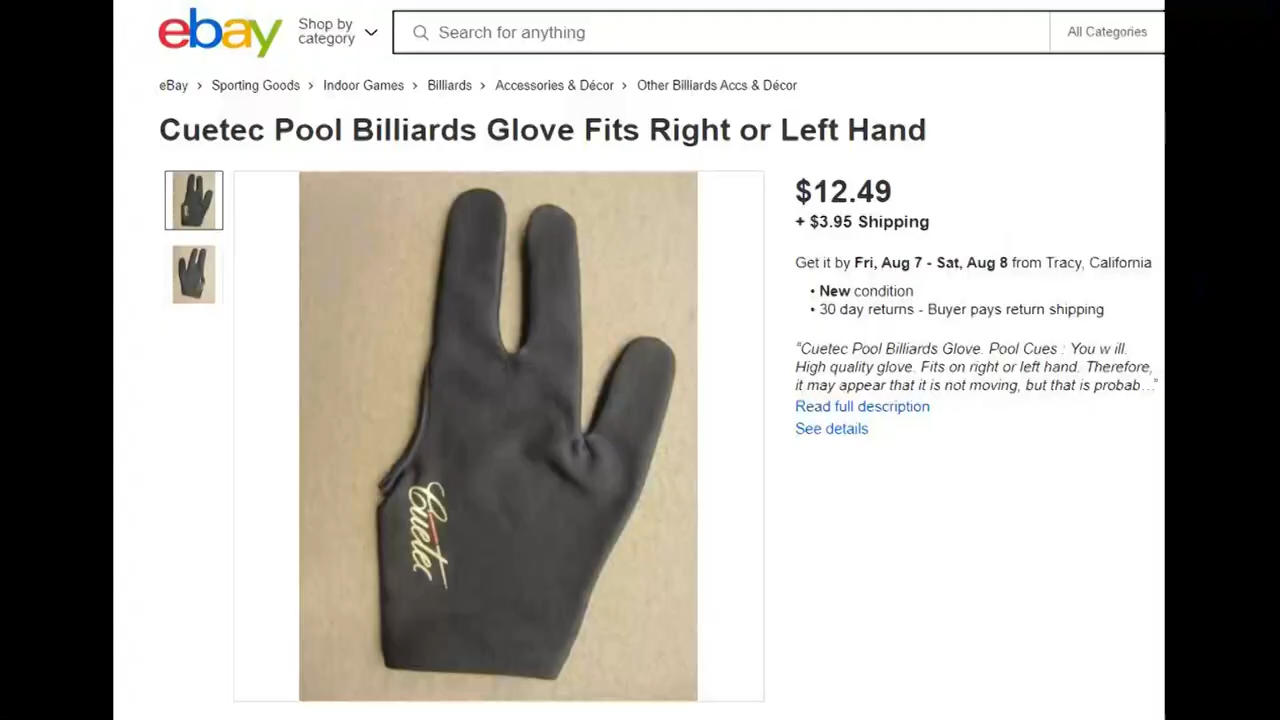 ebay
Shop by
category
Search for anything
All Categories
eBay > Sporting Goods > Indoor Games > Billiards > Accessories & Décor > Other Billiards Accs & Décor
Cuetec Pool Billiards Glove Fits Right or Left Hand
$12.49
+ $3.95 Shipping
Get it by Fri, Aug 7 - Sat, Aug 8 from Tracy, California
• New condition
• 30 day returns - Buyer pays return shipping
"Cuetec Pool Billiards Glove. Pool Cues : You w ill.
High quality glove. Fits on right or left hand. Therefore,
it may appear that it is not moving, but that is probab…"
Read full description
See details
Cuetec